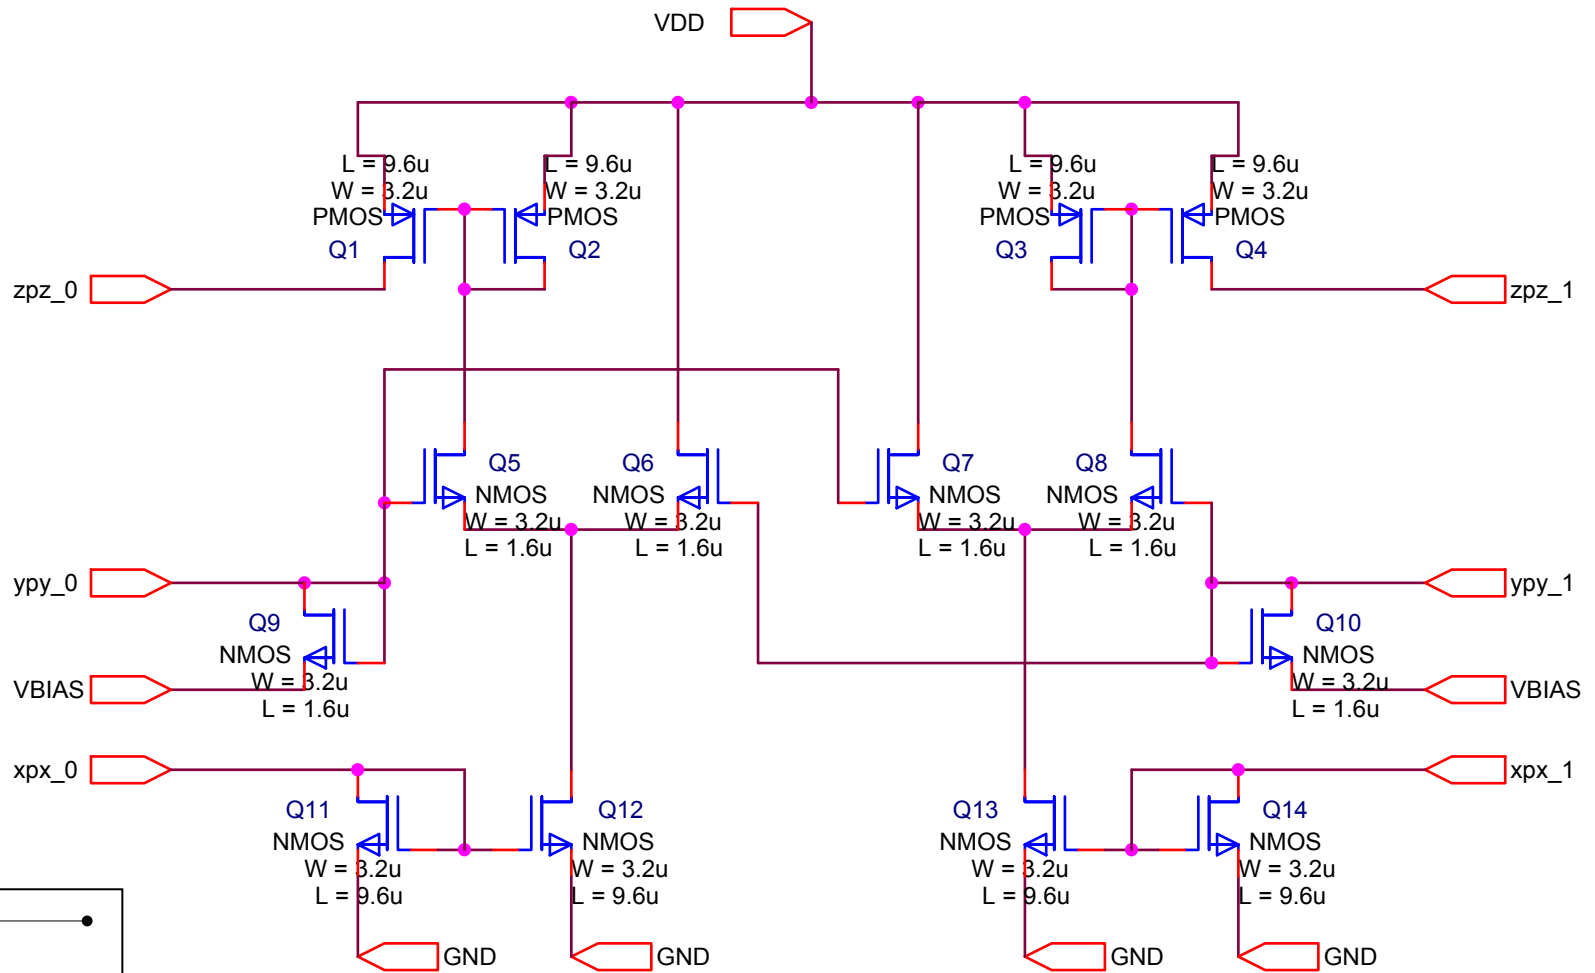 VDD
L = 9.6u
W = 3.2u
PMOS
Q1
L = 9.6u
W = 3.2u
PMOS
Q2
L = 9.6u
W = 3.2u
PMOS
Q3
L = 9.6u
W = 3.2u
PMOS
Q4
zpz_0
zpz_1
Q5
NMOS
W = 3.2u
L = 1.6u
Q6
NMOS
W = 3.2u
L = 1.6u
Q7
NMOS
W = 3.2u
L = 1.6u
Q8
NMOS
W = 3.2u
L = 1.6u
ypy_0
ypy_1
Q9
NMOS
W = 3.2u
L = 1.6u
Q10
NMOS
W = 3.2u
L = 1.6u
VBIAS
VBIAS
xpx_0
xpx_1
Q11
NMOS
W = 3.2u
L = 9.6u
Q12
NMOS
W = 3.2u
L = 9.6u
Q13
NMOS
W = 3.2u
L = 9.6u
Q14
NMOS
W = 3.2u
L = 9.6u
GND
GND
GND
GND